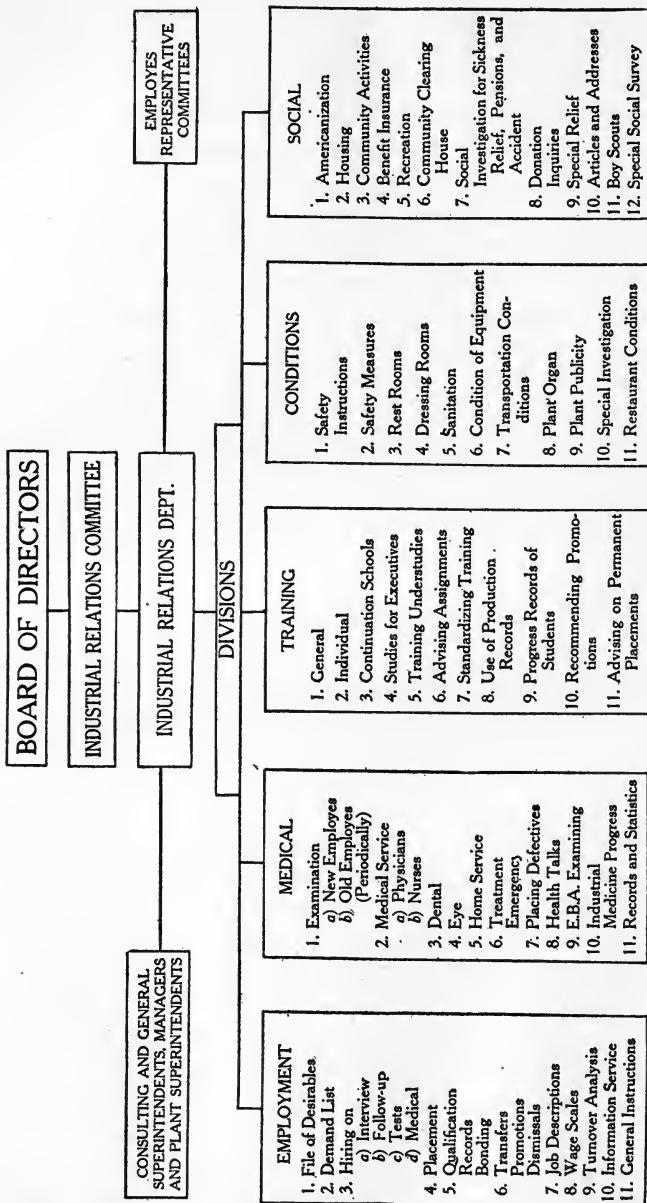 BOARD OF DIRECTORS
INDUSTRIAL RELATIONS COMMITTEE
CONSULTING AND GENERAL
SUPERINTENDENTS, MANAGERS
AND PLANT SUPERINTENDENTS
INDUSTRIAL RELATIONS DEPT.
EMPLOYES
REPRESENTATIVE
COMMITTEES
DIVISIONS
EMPLOYMENT
1. File of Desirables
2. Demand List
3. Hiring on
a) Interview
b) Follow-up
c) Tests
d) Medical
4. Placement
5. Qualification
Records
Bonding
6. Transfers
Promotions
Dismissals
7. Job Descriptions
8. Wage Scales
9. Turnover Analysis
10. Information Service
11. General Instructions
MEDICAL
1. Examination
a) New Employes
b) Old Employes
(Periodically)
2. Medical Service
a) Physicians
b) Nurses
3. Dental
4. Eye
5. Home Service
6. Treatment
Emergency
7. Placing Defectives
8. Health Talks
9. E.B.A. Examining
10. Industrial
Medicine Progress
11. Records and Statistics
TRAINING
1. General
2. Individual
3. Continuation Schools
4. Studies for Executives
5. Training Understudies
6. Advising Assignments
7. Standardizing Training
8. Use of Production
Records
9. Progress Records of
Students
10. Recommending Promo-
tions
11. Advising on Permanent
Placements
CONDITIONS
1. Safety
Instructions
2. Safety Measures
3. Rest Rooms
4. Dressing Rooms
5. Sanitation
6. Condition of Equipment
7. Transportation Con-
ditions
8. Plant Organ
9. Plant Publicity
10. Special Investigation
11. Restaurant Conditions
SOCIAL
1. Americanization
2. Housing
3. Community Activities
4. Benefit Insurance
5. Recreation
6. Community Clearing
House
7. Social
Investigation for Sickness
Relief, Pensions, and
Accident
8. Donation
Inquiries
9. Special Relief
10. Articles and Addresses
11. Boy Scouts
12. Special Social Survey